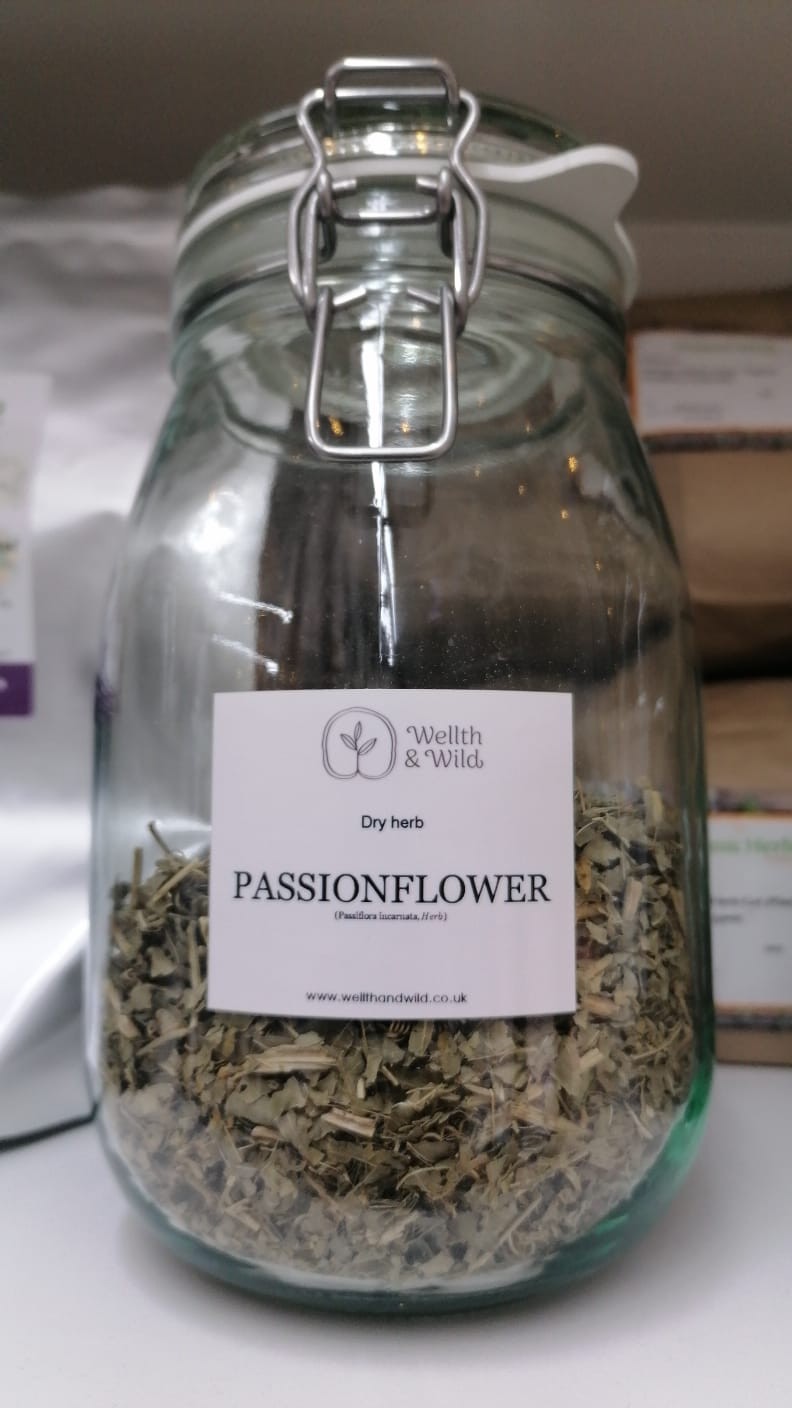 Wellth
& Wild
Dry herb
PASSIONFLOWER
(Passiflora incarnata, Herb)
www.wellthandwild.co.uk